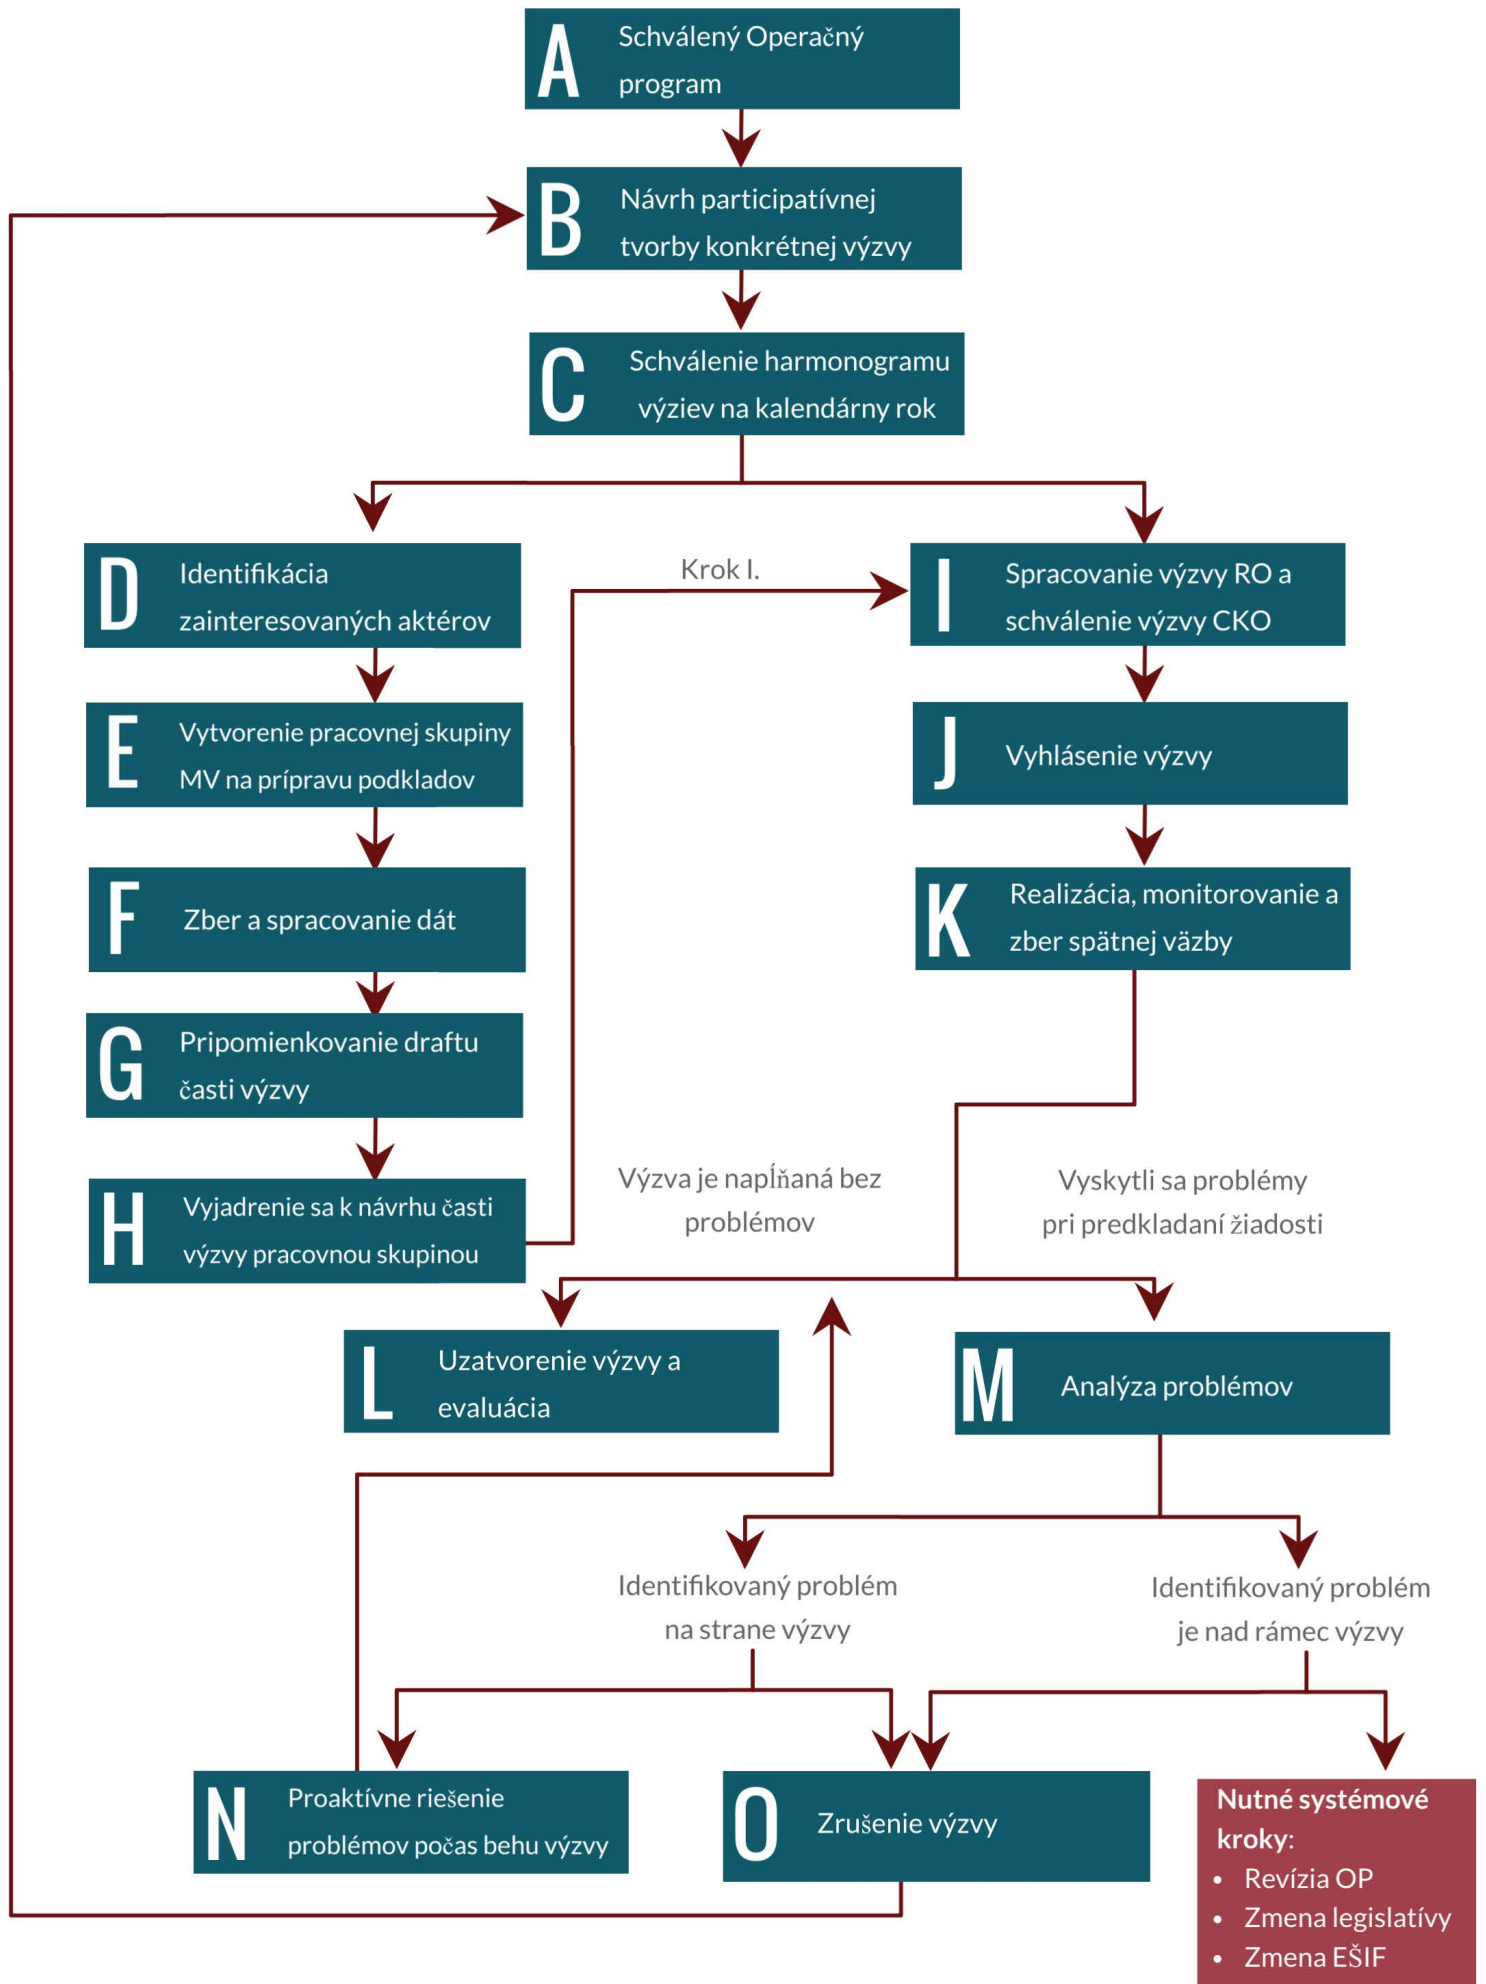 A
Schválený Operačný
program
B
Návrh participatívnej
tvorby konkrétnej výzvy
C
Schválenie harmonogramu
výziev na kalendárny rok
D
Identifikácia
zainteresovaných aktérov
Krok I.
I
Spracovanie výzvy RO a
schválenie výzvy CKO
E
Vytvorenie pracovnej skupiny
MV na prípravu podkladov
J
Vyhlásenie výzvy
F
Zber a spracovanie dát
K
Realizácia, monitorovanie a
zber spätnej väzby
G
Pripomienkovanie draftu
časti výzvy
H
Vyjadrenie sa k návrhu časti
výzvy pracovnou skupinou
Výzva je napĺňaná bez
problémov
Vyskytli sa problémy
pri predkladaní žiadosti
L
Uzatvorenie výzvy a
evaluácia
M
Analýza problémov
Identifikovaný problém
na strane výzvy
Identifikovaný problém
je nad rámec výzvy
N
Proaktívne riešenie
problémov počas behu výzvy
O
Zrušenie výzvy
Nutné systémové
kroky:
• Revízia OP
• Zmena legislatívy
• Zmena EŠIF